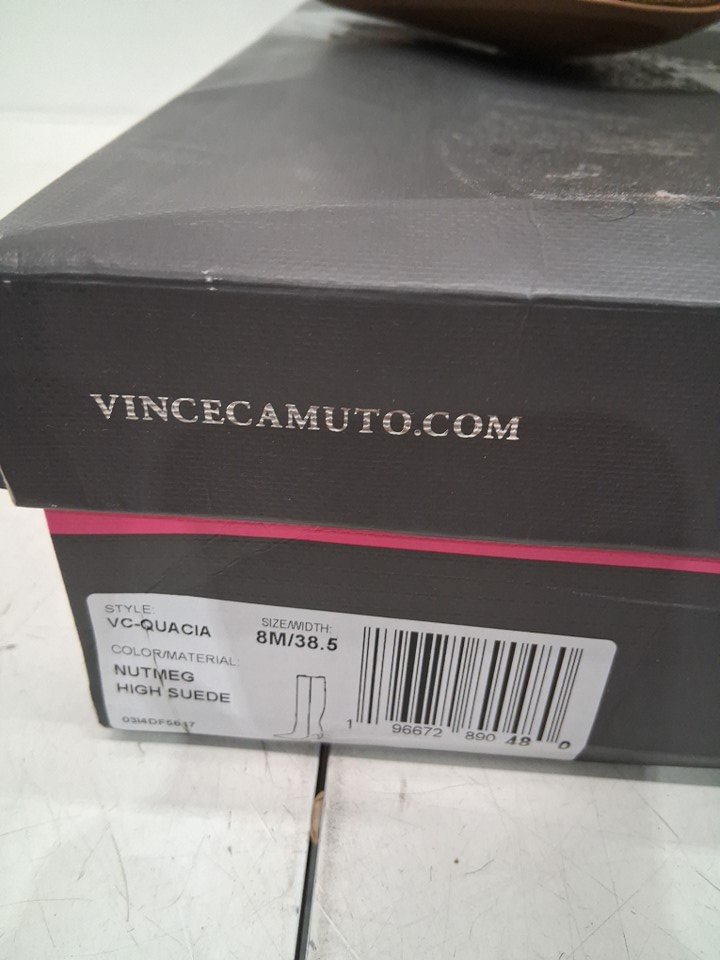 VINCECAMUTO.COM
STYLE:
VC-QUACIA
SIZE/WIDTH:
8M/38.5
COLOR/MATERIAL:
NUTMEG
HIGH SUEDE
1 96672 890 48 0